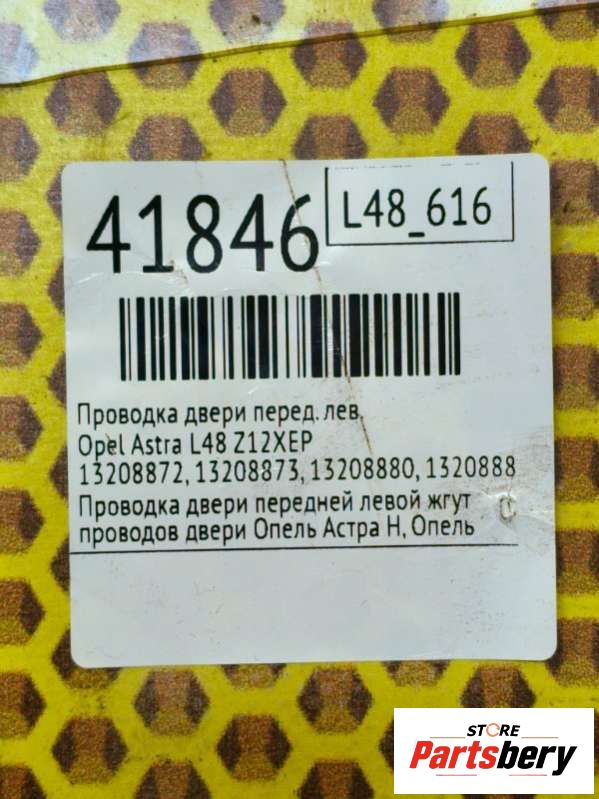 41846
L48_616
Проводка двери перед. лев.
Opel Astra L48 Z12XEP
13208872, 13208873, 13208880, 1320888
Проводка двери передней левой жгут
проводов двери Опель Астра Н, Опель
STORE
Partsbery